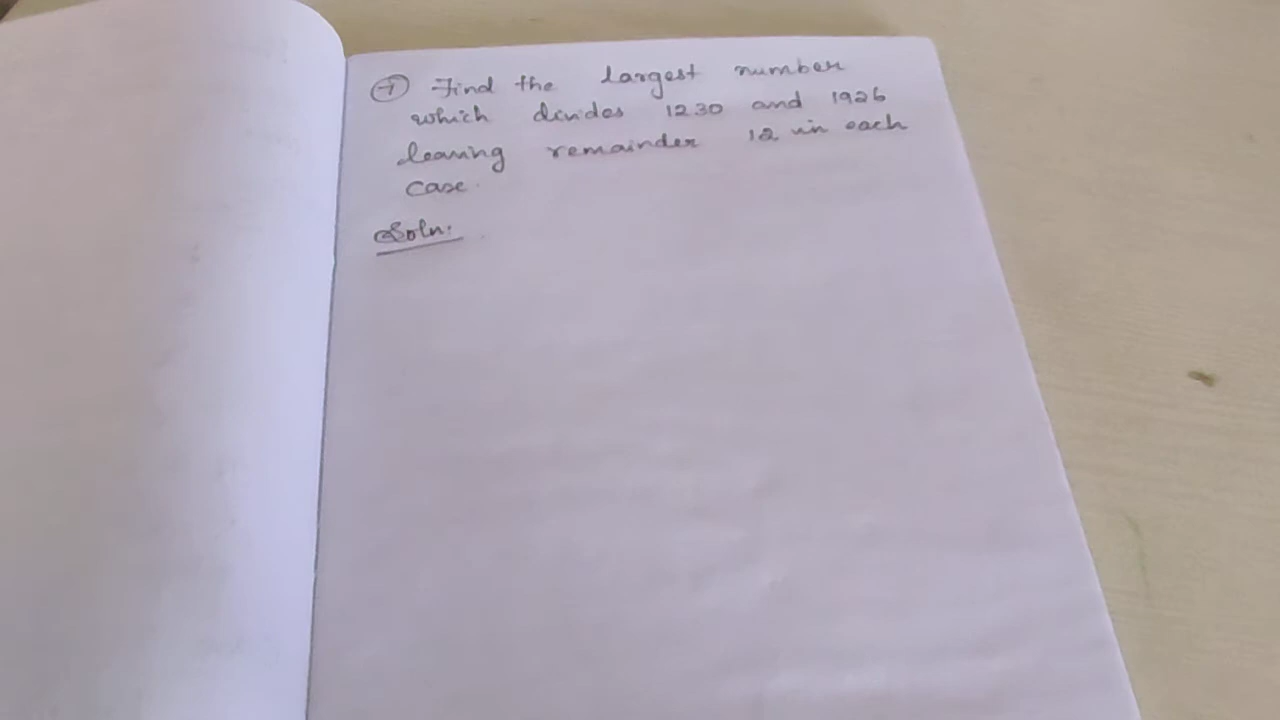 7 Find the largest number
which divides 1230 and 1926
leaving remainder 12 in each
case.
Soln: